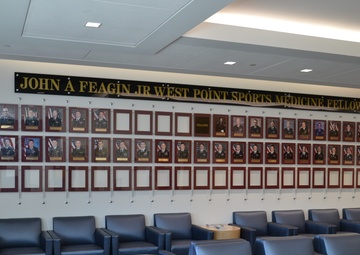 JOHN A FEAGIN JR WEST POINT SPORTS MEDICINE FELLOW